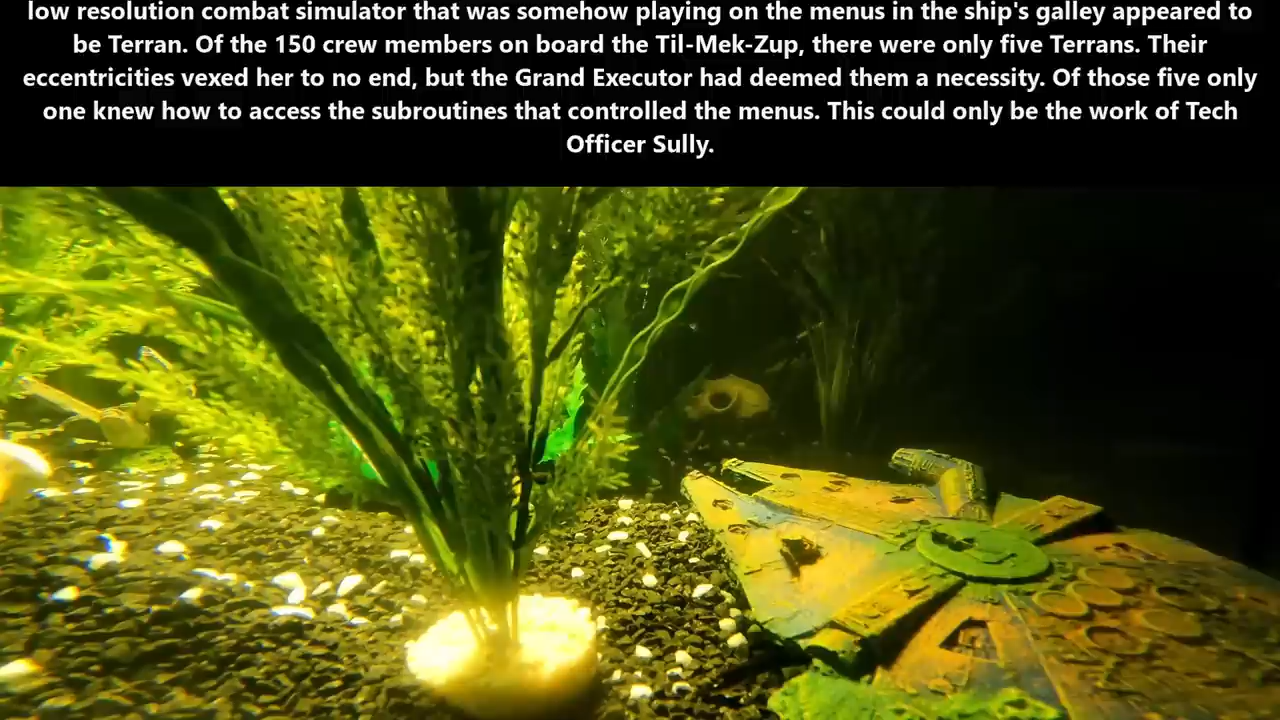 low resolution combat simulator that was somehow playing on the menus in the ship's galley appeared to
be Terran. Of the 150 crew members on board the Til-Mek-Zup, there were only five Terrans. Their
eccentricities vexed her to no end, but the Grand Executor had deemed them a necessity. Of those five only
one knew how to access the subroutines that controlled the menus. This could only be the work of Tech
Officer Sully.